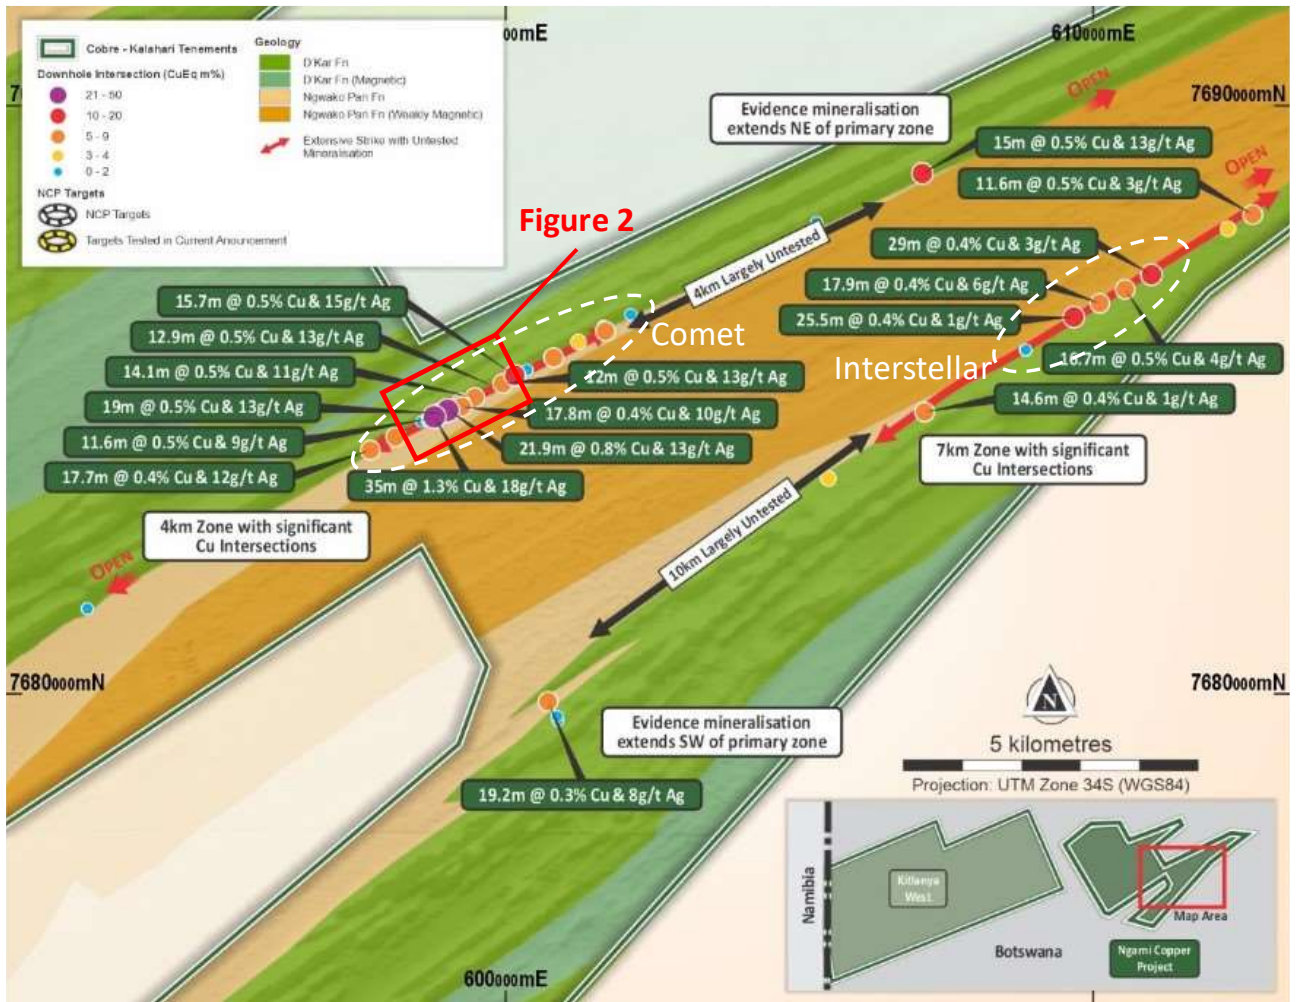 Cobre - Kalahari Tenements
Downhole Intersection (CuEq m%)
21 - 50
10 - 20
5 - 9
3 - 4
0 - 2
NCP Targets
NCP Targets
Targets Tested in Current Anouncement
Geology
D'Kar Fn
D'Kar Fn (Magnetic)
Ngwako Pan Fn
Ngwako Pan Fn (Weakly Magnetic)
Extensive Strike with Untested
Mineralisation
000mE
610000mE
7690000mN
OPEN
Evidence mineralisation
extends NE of primary zone
15m @ 0.5% Cu & 13g/t Ag
OPEN
11.6m @ 0.5% Cu & 3g/t Ag
Figure 2
29m @ 0.4% Cu & 3g/t Ag
4km Largely Untested
17.9m @ 0.4% Cu & 6g/t Ag
15.7m @ 0.5% Cu & 15g/t Ag
25.5m @ 0.4% Cu & 1g/t Ag
12.9m @ 0.5% Cu & 13g/t Ag
Comet
16.7m @ 0.5% Cu & 4g/t Ag
Interstellar
14.1m @ 0.5% Cu & 11g/t Ag
12m @ 0.5% Cu & 13g/t Ag
14.6m @ 0.4% Cu & 1g/t Ag
19m @ 0.5% Cu & 13g/t Ag
17.8m @ 0.4% Cu & 10g/t Ag
11.6m @ 0.5% Cu & 9g/t Ag
21.9m @ 0.8% Cu & 13g/t Ag
7km Zone with significant
Cu Intersections
17.7m @ 0.4% Cu & 12g/t Ag
35m @ 1.3% Cu & 18g/t Ag
4km Zone with significant
Cu Intersections
10km Largely Untested
OPEN
7680000mN
7680000mN
N
Evidence mineralisation
extends SW of primary zone
5 kilometres
Projection: UTM Zone 34S (WGS84)
19.2m @ 0.3% Cu & 8g/t Ag
Namibia
Kitlanya
West
Map Area
Botswana
Ngami Copper
Project
600000mE